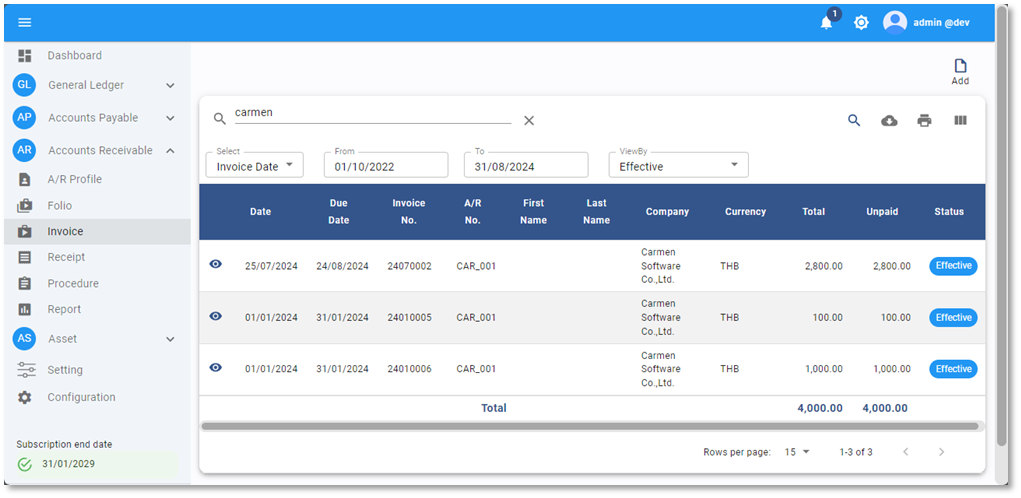 1
admin @dev
Dashboard
GL General Ledger
AP Accounts Payable
AR Accounts Receivable
A/R Profile
Folio
Invoice
Receipt
Procedure
Report
AS Asset
Setting
Configuration
Subscription end date
31/01/2029
Add
carmen
Select From To ViewBy
Invoice Date 01/10/2022 31/08/2024 Effective
Date Due Date Invoice No. A/R No. First Name Last Name Company Currency Total Unpaid Status
25/07/2024 24/08/2024 24070002 CAR_001 Carmen Software Co.,Ltd. THB 2,800.00 2,800.00 Effective
01/01/2024 31/01/2024 24010005 CAR_001 Carmen Software Co.,Ltd. THB 100.00 100.00 Effective
01/01/2024 31/01/2024 24010006 CAR_001 Carmen Software Co.,Ltd. THB 1,000.00 1,000.00 Effective
Total 4,000.00 4,000.00
Rows per page: 15 1-3 of 3